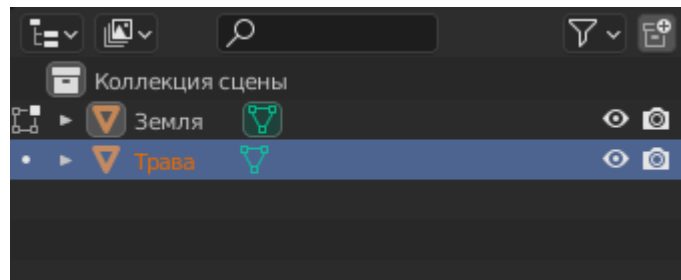 Коллекция сцены
Земля
Трава